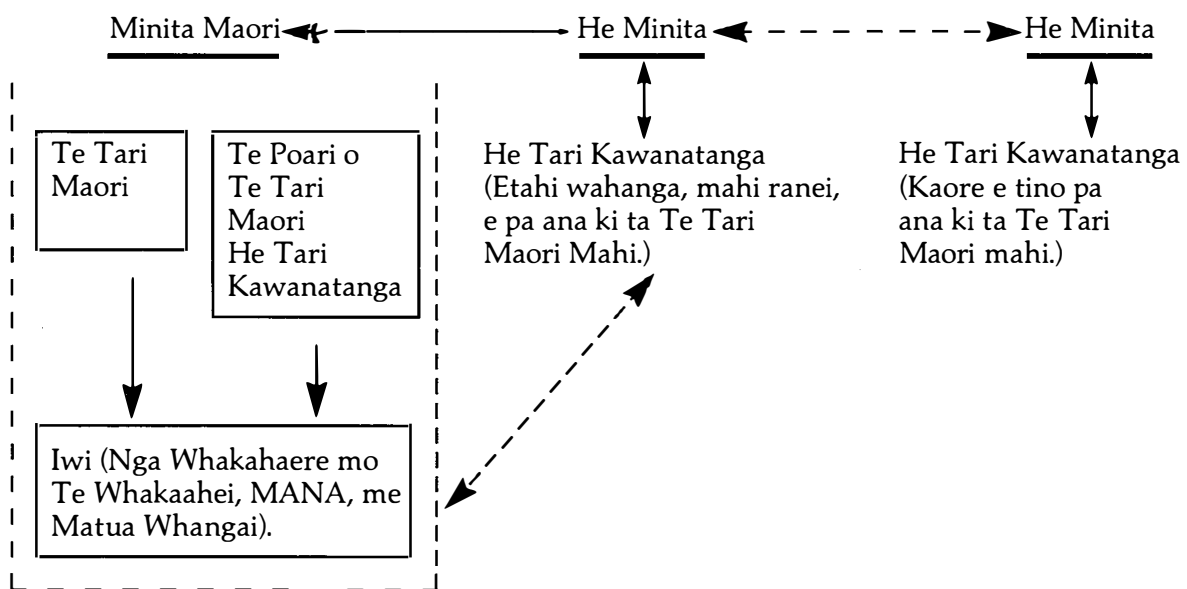 Minita Maori
He Minita
He Minita
Te Tari
Maori
Te Poari o
Te Tari
Maori
He Tari
Kawanatanga
He Tari Kawanatanga
(Etahi wahanga, mahi ranei,
e pa ana ki ta Te Tari
Maori Mahi.)
He Tari Kawanatanga
(Kaore e tino pa
ana ki ta Te Tari
Maori mahi.)
Iwi (Nga Whakahaere mo
Te Whakaahei, MANA, me
Matua Whangai).